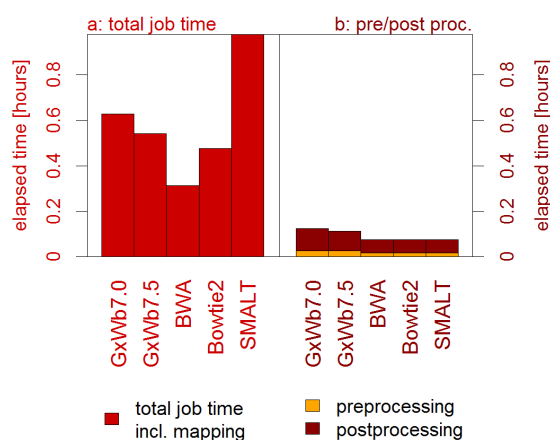 a: total job time
b: pre/post proc.
elapsed time [hours]
0
0.2
0.4
0.6
0.8
GxWb7.0
GxWb7.5
BWA
Bowtie2
SMALT
GxWb7.0
GxWb7.5
BWA
Bowtie2
SMALT
0
0.2
0.4
0.6
0.8
elapsed time [hours]
total job time
incl. mapping
preprocessing
postprocessing